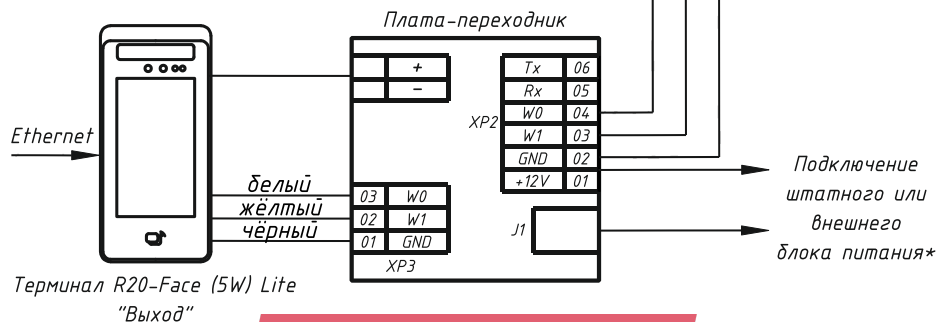 Плата-переходник
+
-
Tx 06
Rx 05
W0 04
W1 03
GND 02
+12V 01
XP2
Ethernet
белый
жёлтый
чёрный
03 W0
02 W1
01 GND
XP3
J1
Подключение
штатного или
внешнего
блока питания*
Терминал R20-Face (5W) Lite
"Выход"